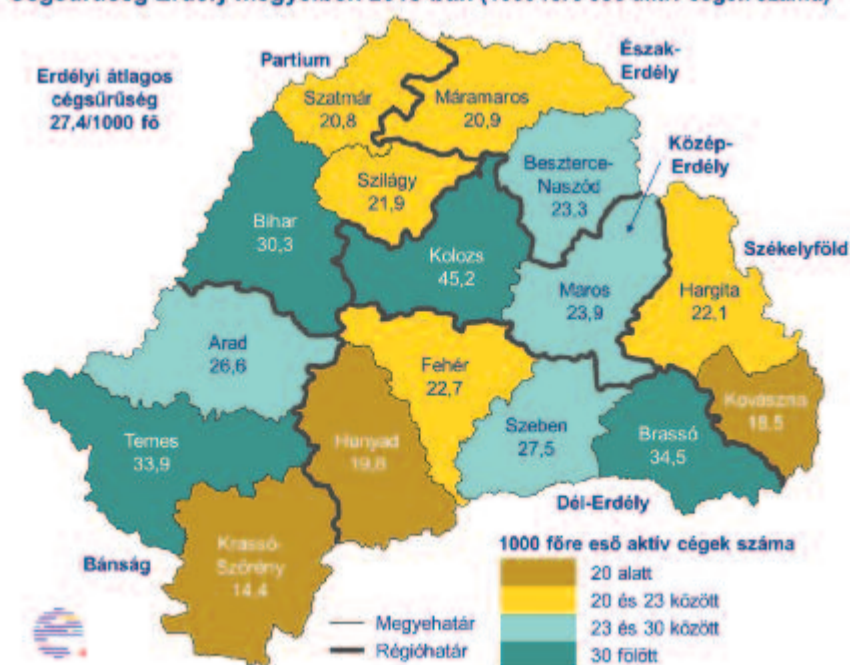 Partium
Észak-
Erdély
Erdélyi átlagos
cégsűrűség
27,4/1000 fő
Szatmár
20,8
Máramaros
20,9
Közép-
Erdély
Beszterce-
Naszód
23,3
Szilágy
21,9
Bihar
30,3
Kolozs
45,2
Székelyföld
Maros
23,9
Hargita
22,1
Arad
26,6
Fehér
22,7
Kovászna
18,5
Temes
33,9
Hunyad
19,8
Szeben
27,5
Brassó
34,5
Dél-Erdély
Krassó-
Szörény
14,4
Bánság
1000 főre eső aktív cégek száma
20 alatt
20 és 23 között
23 és 30 között
30 fölött
Megyehatár
Régióhatár